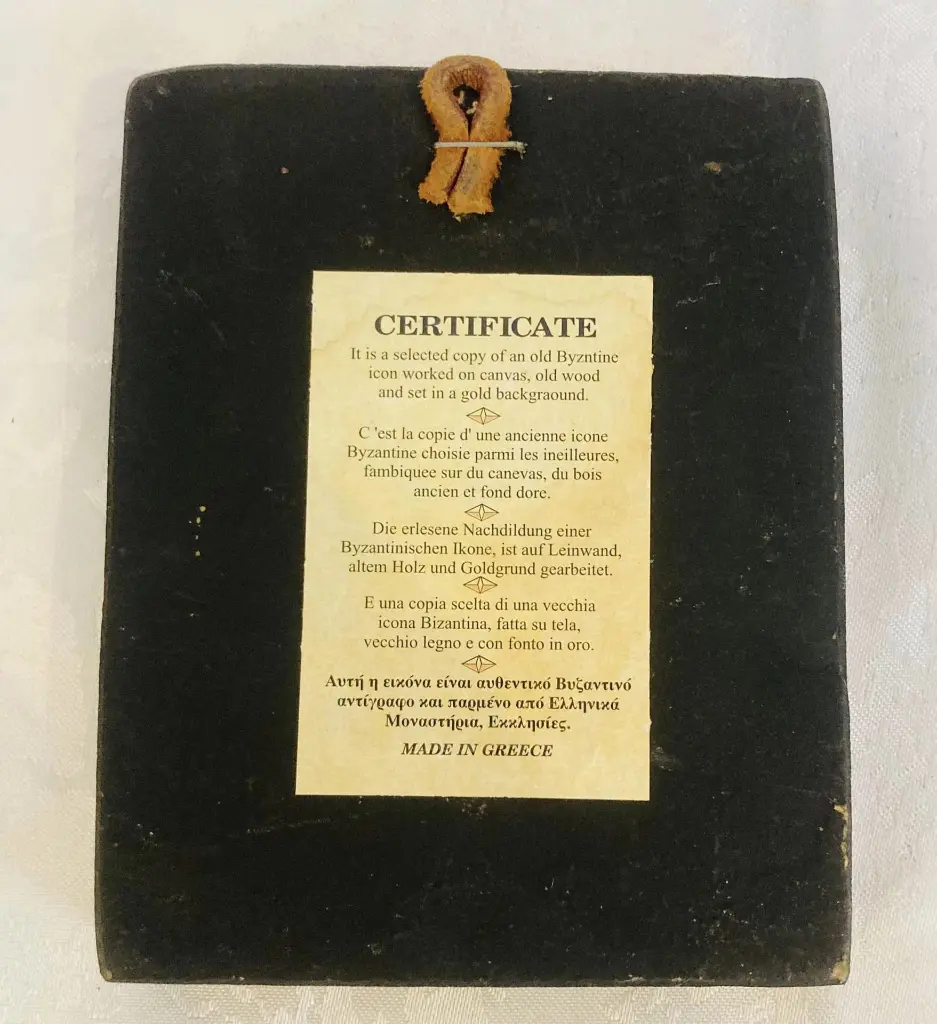 CERTIFICATE
It is a selected copy of an old Byzntine
icon worked on canvas, old wood
and set in a gold backgraound.
C 'est la copie d' une ancienne icone
Byzantine choisie parmi les ineilleures,
fambiquee sur du canevas, du bois
ancien et fond dore.
Die erlesene Nachdildung einer
Byzantinischen Ikone, ist auf Leinwand,
altem Holz und Goldgrund gearbeitet.
E una copia scelta di una vecchia
icona Bizantina, fatta su tela,
vecchio legno e con fonto in oro.
Αυτή η εικόνα είναι αυθεντικό Βυζαντινό
αντίγραφο και παρμένο από Ελληνικά
Μοναστήρια, Εκκλησίες.
MADE IN GREECE